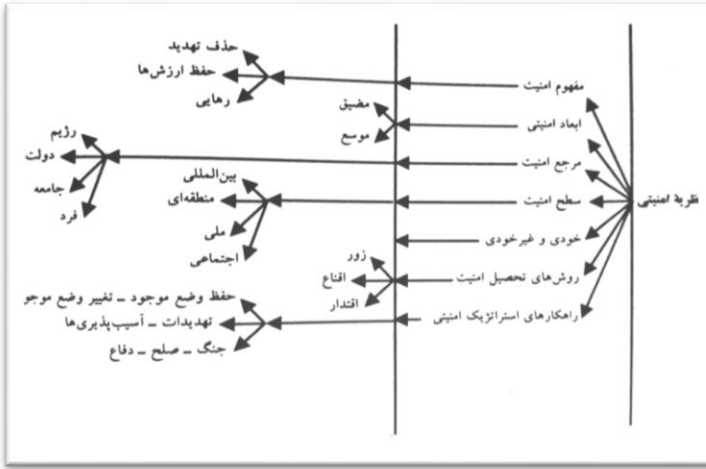 نظریهٔ امنیتی
مفهوم امنیت
ابعاد امنیتی
مرجع امنیت
سطح امنیت
خودی و غیرخودی
روش‌های تحصیل امنیت
راهکارهای استراتژیک امنیتی
حذف تهدید
حفظ ارزش‌ها
رهایی
مضیق
موسع
رژیم
دولت
جامعه
فرد
بین‌المللی
منطقه‌ای
ملی
اجتماعی
زور
اقناع
اقتدار
حفظ وضع موجود – تغییر وضع موجو
تهدیدات – آسیب‌پذیری‌ها
جنگ – صلح – دفاع